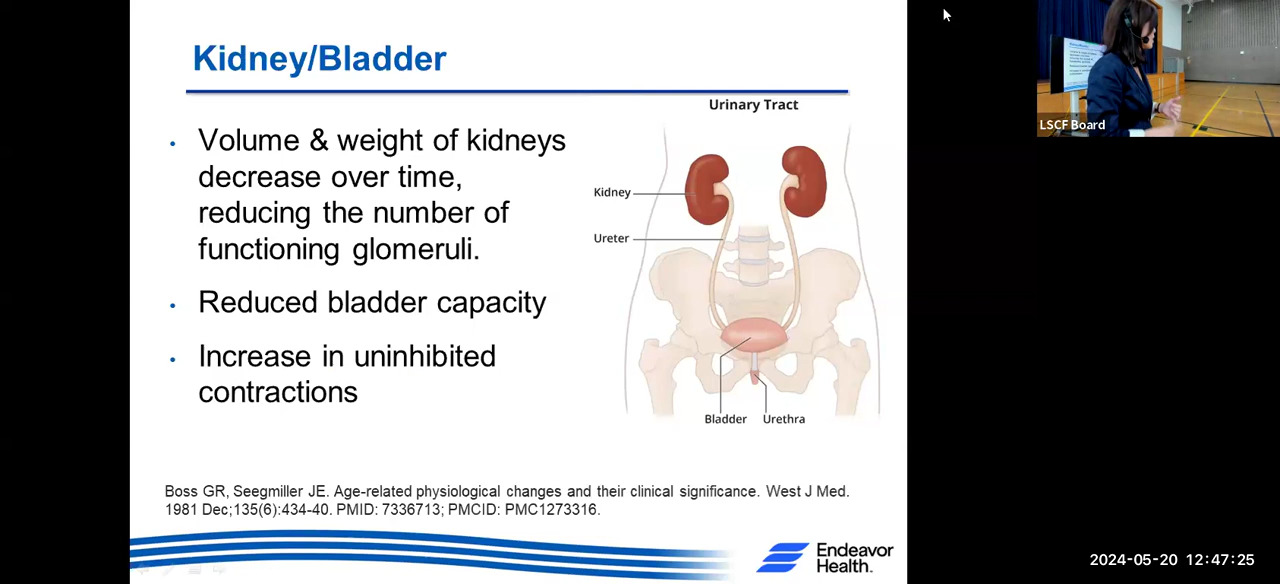 Kidney/Bladder
• Volume & weight of kidneys
decrease over time,
reducing the number of
functioning glomeruli.
• Reduced bladder capacity
• Increase in uninhibited
contractions
Urinary Tract
Kidney
Ureter
Bladder
Urethra
Boss GR, Seegmiller JE. Age-related physiological changes and their clinical significance. West J Med.
1981 Dec;135(6):434-40. PMID: 7336713; PMCID: PMC1273316.
Endeavor
Health.
LSCF Board
2024-05-20 12:47:25